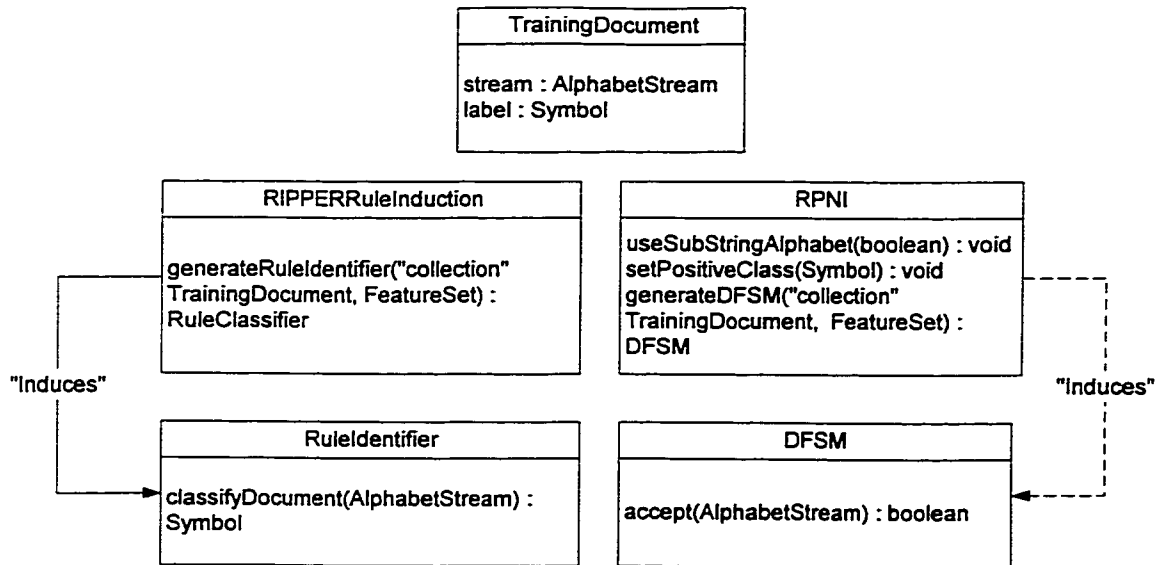 TrainingDocument
stream : AlphabetStream
label : Symbol
RIPPERRuleInduction
generateRuleIdentifier("collection"
TrainingDocument, FeatureSet) :
RuleClassifier
RPNI
useSubStringAlphabet(boolean) : void
setPositiveClass(Symbol) : void
generateDFSM("collection"
TrainingDocument, FeatureSet) :
DFSM
"Induces"
"Induces"
RuleIdentifier
classifyDocument(AlphabetStream) :
Symbol
DFSM
accept(AlphabetStream) : boolean